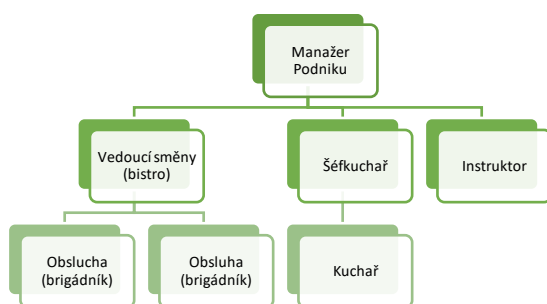 Manažer
Podniku
Vedoucí směny
(bistro)
Šéfkuchař
Instruktor
Obslucha
(brigádník)
Obsluha
(brigádník)
Kuchař